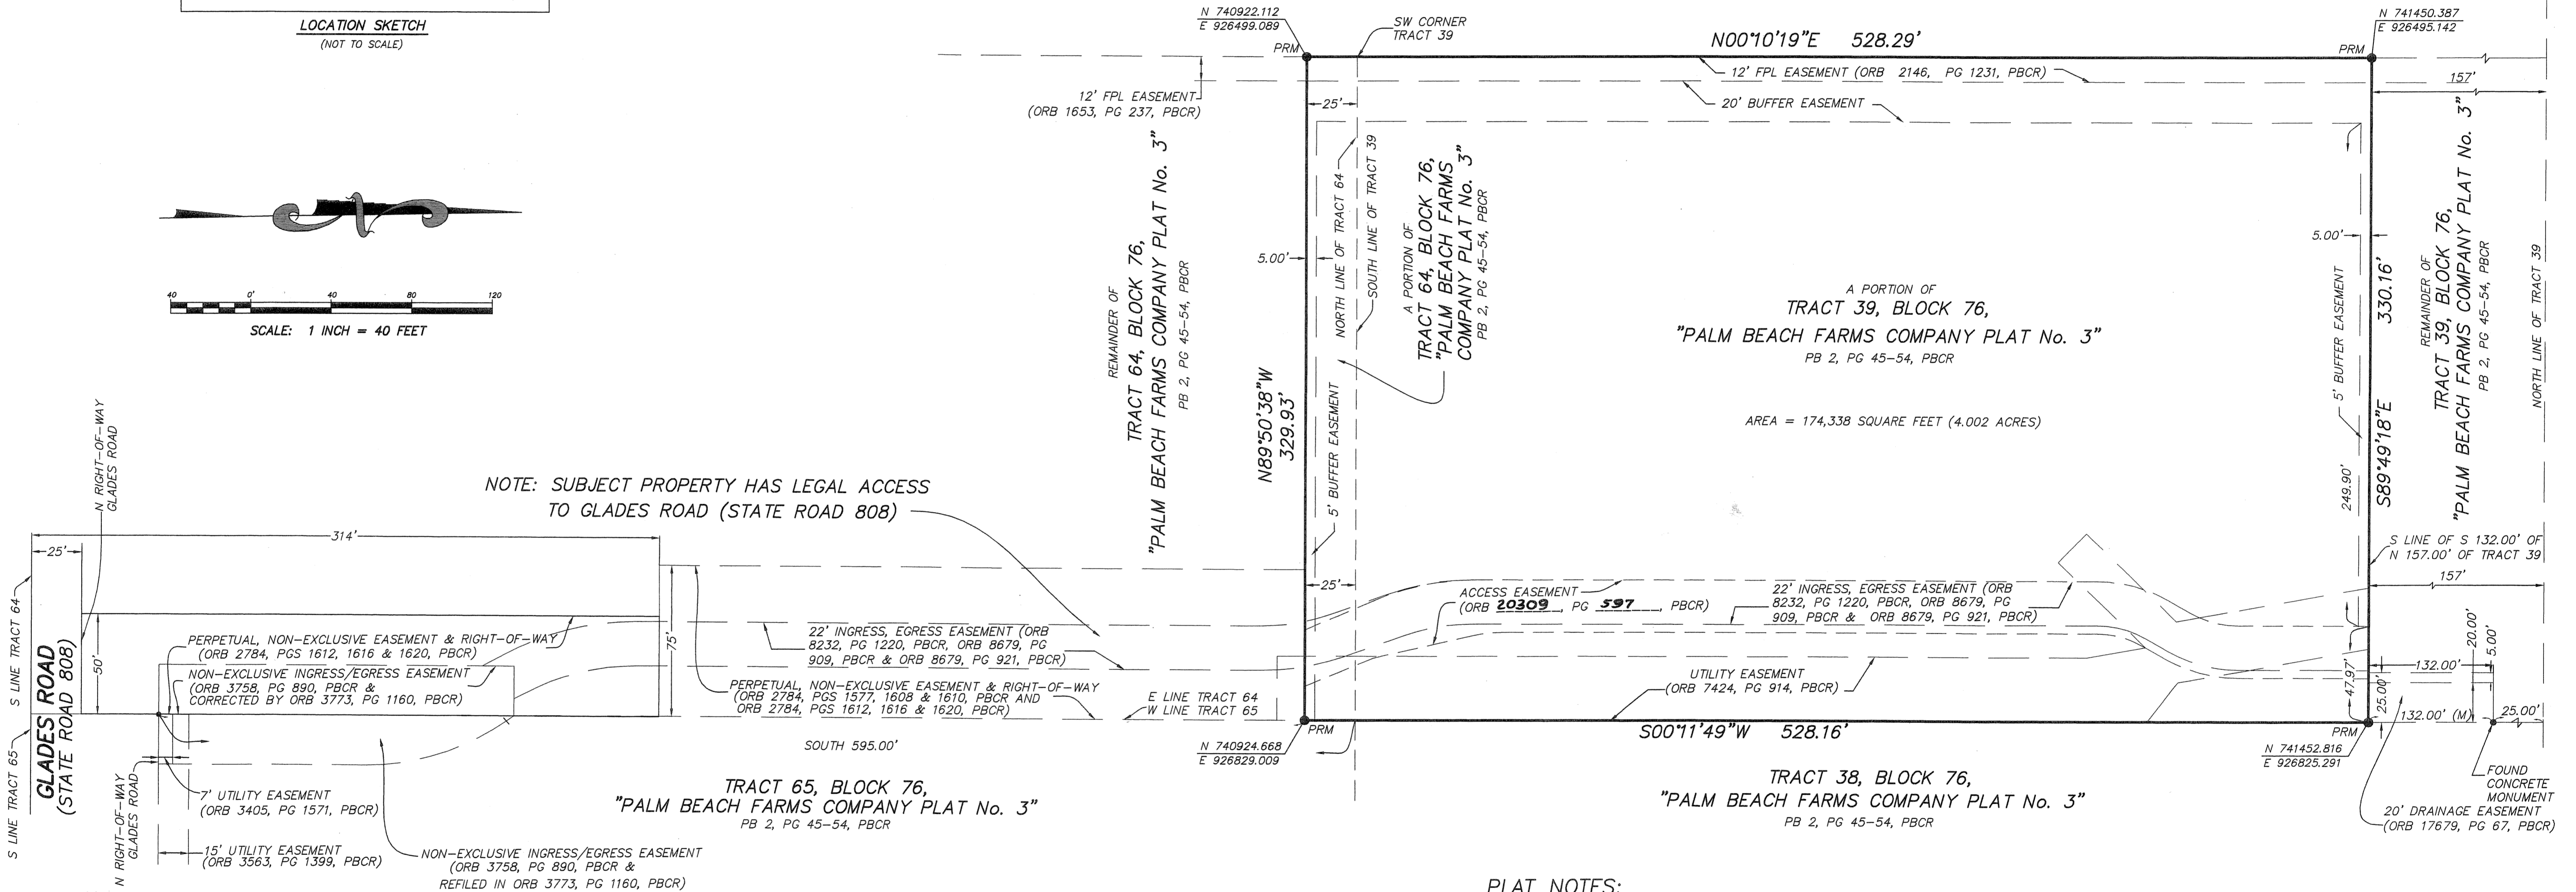 LOCATION SKETCH
(NOT TO SCALE)
N 740922.112
E 926499.089
PRM
SW CORNER
TRACT 39
N00°10'19"E 528.29'
N 741450.387
E 926495.142
PRM
12' FPL EASEMENT (ORB 2146, PG 1231, PBCR)
157'
12' FPL EASEMENT
(ORB 1653, PG 237, PBCR)
25'
20' BUFFER EASEMENT
40 0' 40 80 120
SCALE: 1 INCH = 40 FEET
REMAINDER OF
TRACT 64, BLOCK 76,
"PALM BEACH FARMS COMPANY PLAT No. 3"
PB 2, PG 45-54, PBCR
5.00'
N89°50'38"W
329.93'
5' BUFFER EASEMENT
NORTH LINE OF TRACT 64
SOUTH LINE OF TRACT 39
A PORTION OF
TRACT 64, BLOCK 76,
"PALM BEACH FARMS
COMPANY PLAT No. 3"
PB 2, PG 45-54, PBCR
A PORTION OF
TRACT 39, BLOCK 76,
"PALM BEACH FARMS COMPANY PLAT No. 3"
PB 2, PG 45-54, PBCR
AREA = 174,338 SQUARE FEET (4.002 ACRES)
5.00'
5' BUFFER EASEMENT
249.90'
S89°49'18"E 330.16'
REMAINDER OF
TRACT 39, BLOCK 76,
"PALM BEACH FARMS COMPANY PLAT No. 3"
PB 2, PG 45-54, PBCR
NORTH LINE OF TRACT 39
NOTE: SUBJECT PROPERTY HAS LEGAL ACCESS
TO GLADES ROAD (STATE ROAD 808)
S LINE OF S 132.00' OF
N 157.00' OF TRACT 39
157'
N RIGHT-OF-WAY
GLADES ROAD
314'
25'
S LINE TRACT 64
S LINE TRACT 65
GLADES ROAD
(STATE ROAD 808)
50'
75'
25'
PERPETUAL, NON-EXCLUSIVE EASEMENT & RIGHT-OF-WAY
(ORB 2784, PGS 1612, 1616 & 1620, PBCR)
NON-EXCLUSIVE INGRESS/EGRESS EASEMENT
(ORB 3758, PG 890, PBCR &
CORRECTED BY ORB 3773, PG 1160, PBCR)
22' INGRESS, EGRESS EASEMENT (ORB
8232, PG 1220, PBCR, ORB 8679, PG
909, PBCR & ORB 8679, PG 921, PBCR)
PERPETUAL, NON-EXCLUSIVE EASEMENT & RIGHT-OF-WAY
(ORB 2784, PGS 1577, 1608 & 1610, PBCR AND
ORB 2784, PGS 1612, 1616 & 1620, PBCR)
E LINE TRACT 64
W LINE TRACT 65
ACCESS EASEMENT
(ORB 20309, PG 597, PBCR)
22' INGRESS, EGRESS EASEMENT (ORB
8232, PG 1220, PBCR, ORB 8679, PG
909, PBCR & ORB 8679, PG 921, PBCR)
UTILITY EASEMENT
(ORB 7424, PG 914, PBCR)
47.97'
25.00'
132.00'
20.00'
5.00'
132.00' (M)
25.00'
SOUTH 595.00'
PRM
N 740924.668
E 926829.009
S00°11'49"W 528.16'
PRM
N 741452.816
E 926825.291
N RIGHT-OF-WAY
GLADES ROAD
7' UTILITY EASEMENT
(ORB 3405, PG 1571, PBCR)
15' UTILITY EASEMENT
(ORB 3563, PG 1399, PBCR)
NON-EXCLUSIVE INGRESS/EGRESS EASEMENT
(ORB 3758, PG 890, PBCR &
REFILED IN ORB 3773, PG 1160, PBCR)
TRACT 65, BLOCK 76,
"PALM BEACH FARMS COMPANY PLAT No. 3"
PB 2, PG 45-54, PBCR
TRACT 38, BLOCK 76,
"PALM BEACH FARMS COMPANY PLAT No. 3"
PB 2, PG 45-54, PBCR
FOUND
CONCRETE
MONUMENT
20' DRAINAGE EASEMENT
(ORB 17679, PG 67, PBCR)
PLAT NOTES: